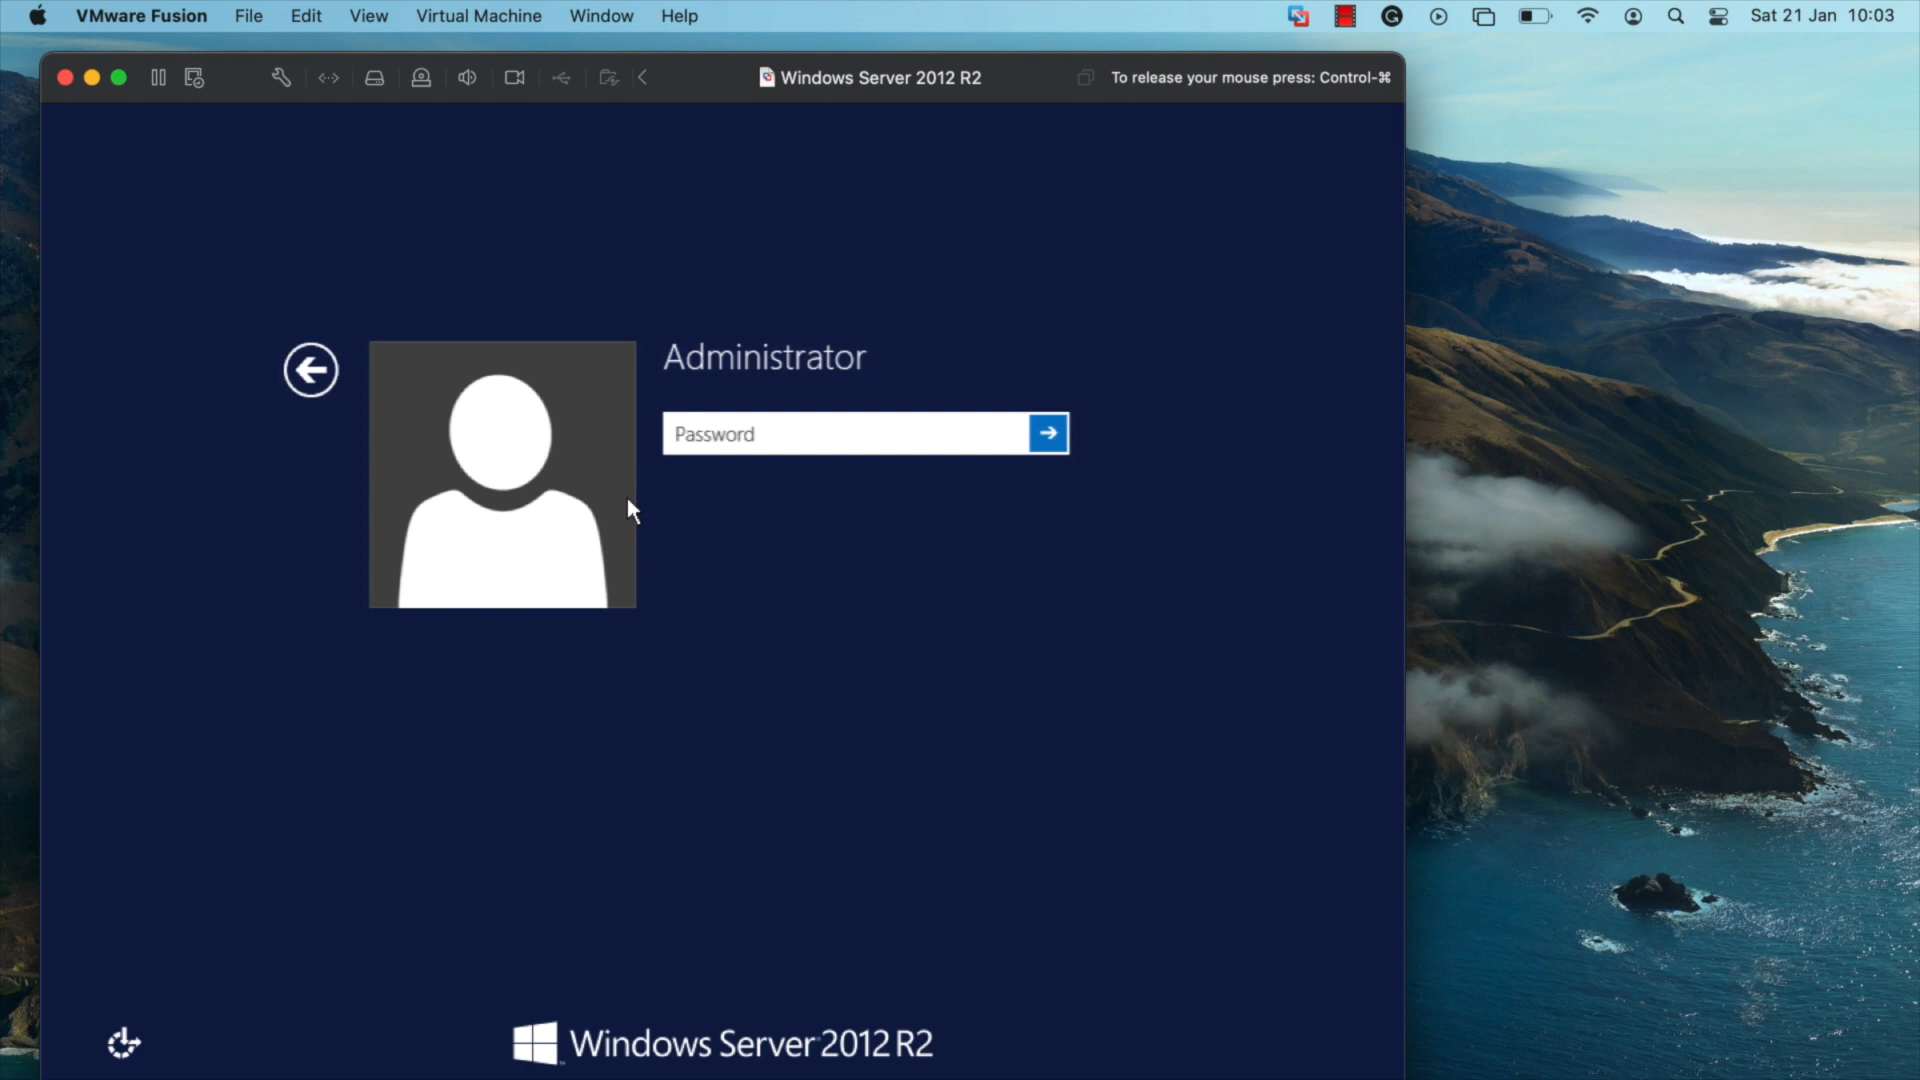 VMware Fusion File Edit View Virtual Machine Window Help Sat 21 Jan 10:03
Windows Server 2012 R2 To release your mouse press: Control-⌘
Administrator
Password
Windows Server 2012 R2